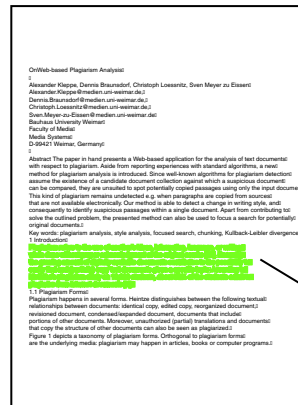 OnWeb-based Plagiarism Analysis
Alexander Kleppe, Dennis Braunsdorf, Christoph Loessnitz, Sven Meyer zu Eissen
Alexander.Kleppe@medien.uni-weimar.de,
Dennis.Braunsdorf@medien.uni-weimar.de,
Christoph.Loessnitz@medien.uni-weimar.de,
Sven.Meyer-zu-Eissen@medien.uni-weimar.de
Bauhaus University Weimar
Faculty of Media
Media Systems
D-99421 Weimar, Germany
Abstract The paper in hand presents a Web-based application for the analysis of text documents
with respect to plagiarism. Aside from reporting experiences with standard algorithms, a new
method for plagiarism analysis is introduced. Since well-known algorithms for plagiarism detection
assume the existence of a candidate document collection against which a suspicious document
can be compared, they are unsuited to spot potentially copied passages using only the input docume
This kind of plagiarism remains undetected e.g. when paragraphs are copied from sources
that are not available electronically. Our method is able to detect a change in writing style, and
consequently to identify suspicious passages within a single document. Apart from contributing to
solve the outlined problem, the presented method can also be used to focus a search for potentially
original documents.
Key words: plagiarism analysis, style analysis, focused search, chunking, Kullback-Leibler divergence
1 Introduction
1.1 Plagiarism Forms
Plagiarism happens in several forms. Heintze distinguishes between the following textual
relationships between documents: identical copy, edited copy, reorganized document,
revisioned document, condensed/expanded document, documents that include
portions of other documents. Moreover, unauthorized (partial) translations and documents
that copy the structure of other documents can also be seen as plagiarized.
Figure 1 depicts a taxonomy of plagiarism forms. Orthogonal to plagiarism forms
are the underlying media: plagiarism may happen in articles, books or computer programs.